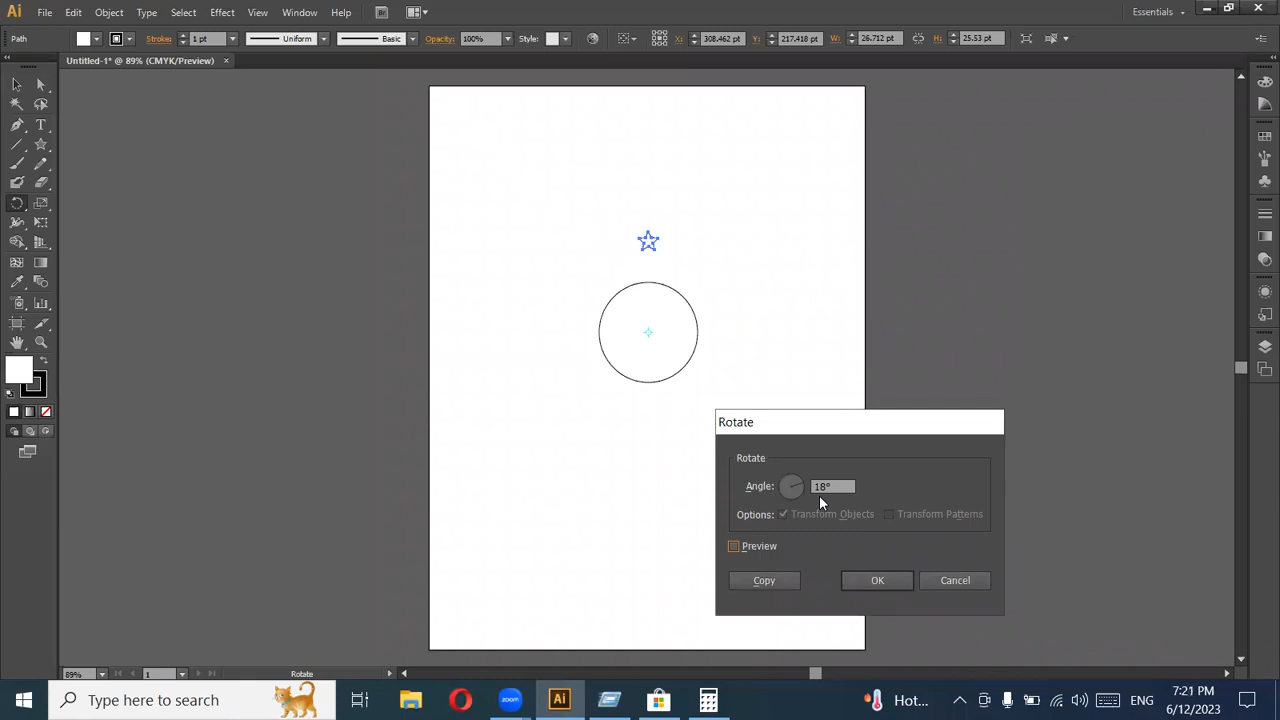 Ai File Edit Object Type Select Effect View Window Help Br Essentials
Path Stroke: 1 pt Uniform Basic Opacity: 100% Style: X: 308.462 pt Y: 217.418 pt W: 26.712 pt H: 25.53 pt
Untitled-1* @ 89% (CMYK/Preview) ×
T
Rotate
Rotate
Angle: 18°
Options: Transform Objects Transform Patterns
Preview
Copy OK Cancel
89% 1 Rotate
Type here to search Ai Hot... ENG 7:21 PM
6/12/2023